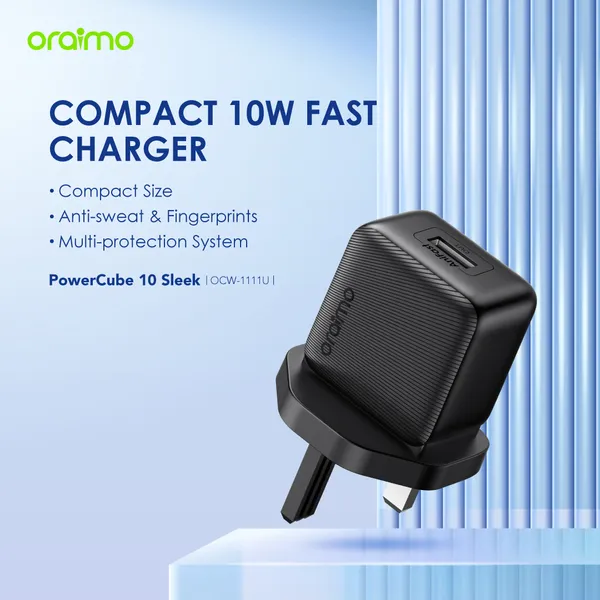 oraimo
COMPACT 10W FAST
CHARGER
• Compact Size
• Anti-sweat & Fingerprints
• Multi-protection System
PowerCube 10 Sleek | OCW-1111U |
AniFast
oraimo